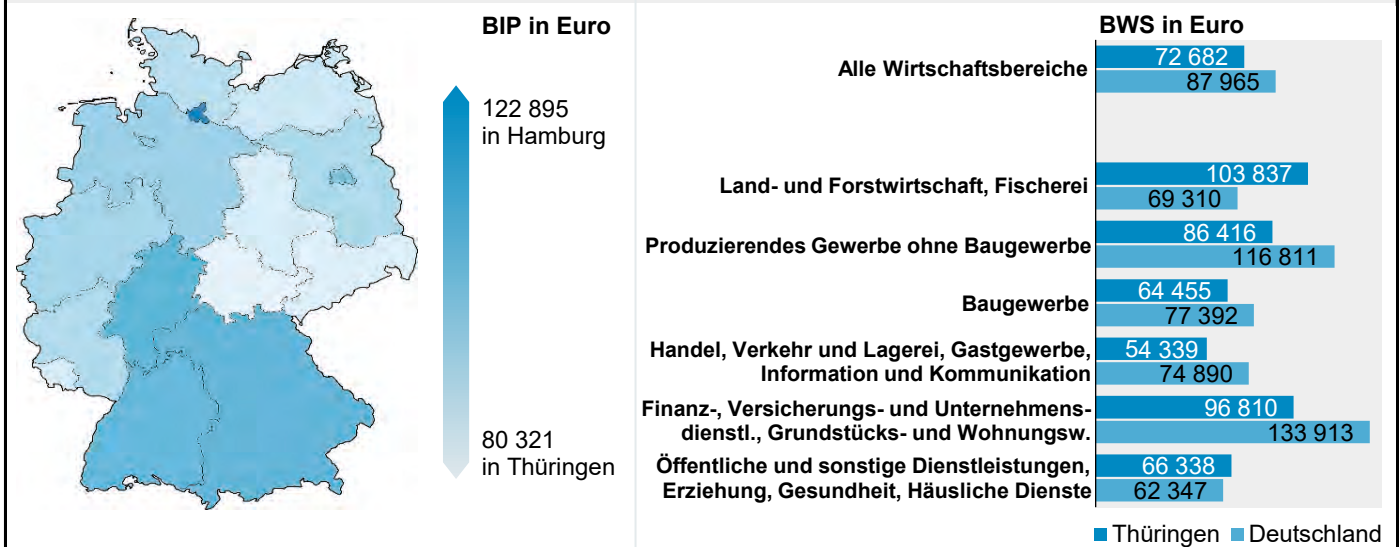 BIP in Euro
122 895
in Hamburg
80 321
in Thüringen
BWS in Euro
Alle Wirtschaftsbereiche
72 682
87 965
Land- und Forstwirtschaft, Fischerei
103 837
69 310
Produzierendes Gewerbe ohne Baugewerbe
86 416
116 811
Baugewerbe
64 455
77 392
Handel, Verkehr und Lagerei, Gastgewerbe,
Information und Kommunikation
54 339
74 890
Finanz-, Versicherungs- und Unternehmens-
dienstl., Grundstücks- und Wohnungsw.
96 810
133 913
Öffentliche und sonstige Dienstleistungen,
Erziehung, Gesundheit, Häusliche Dienste
66 338
62 347
Thüringen Deutschland